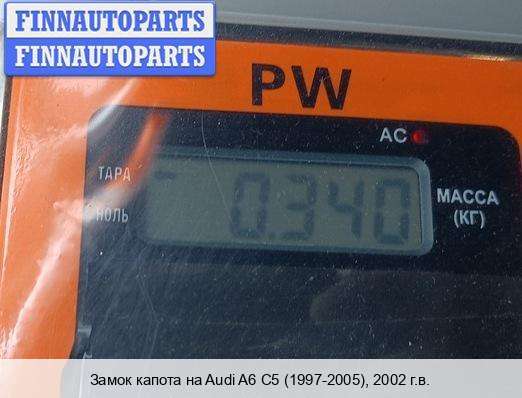 FINNAUTOPARTS
FINNAUTOPARTS
PW
AC
ТАРА
0.340
МАССА
(КГ)
НОЛЬ
Замок капота на Audi A6 C5 (1997-2005), 2002 г.в.